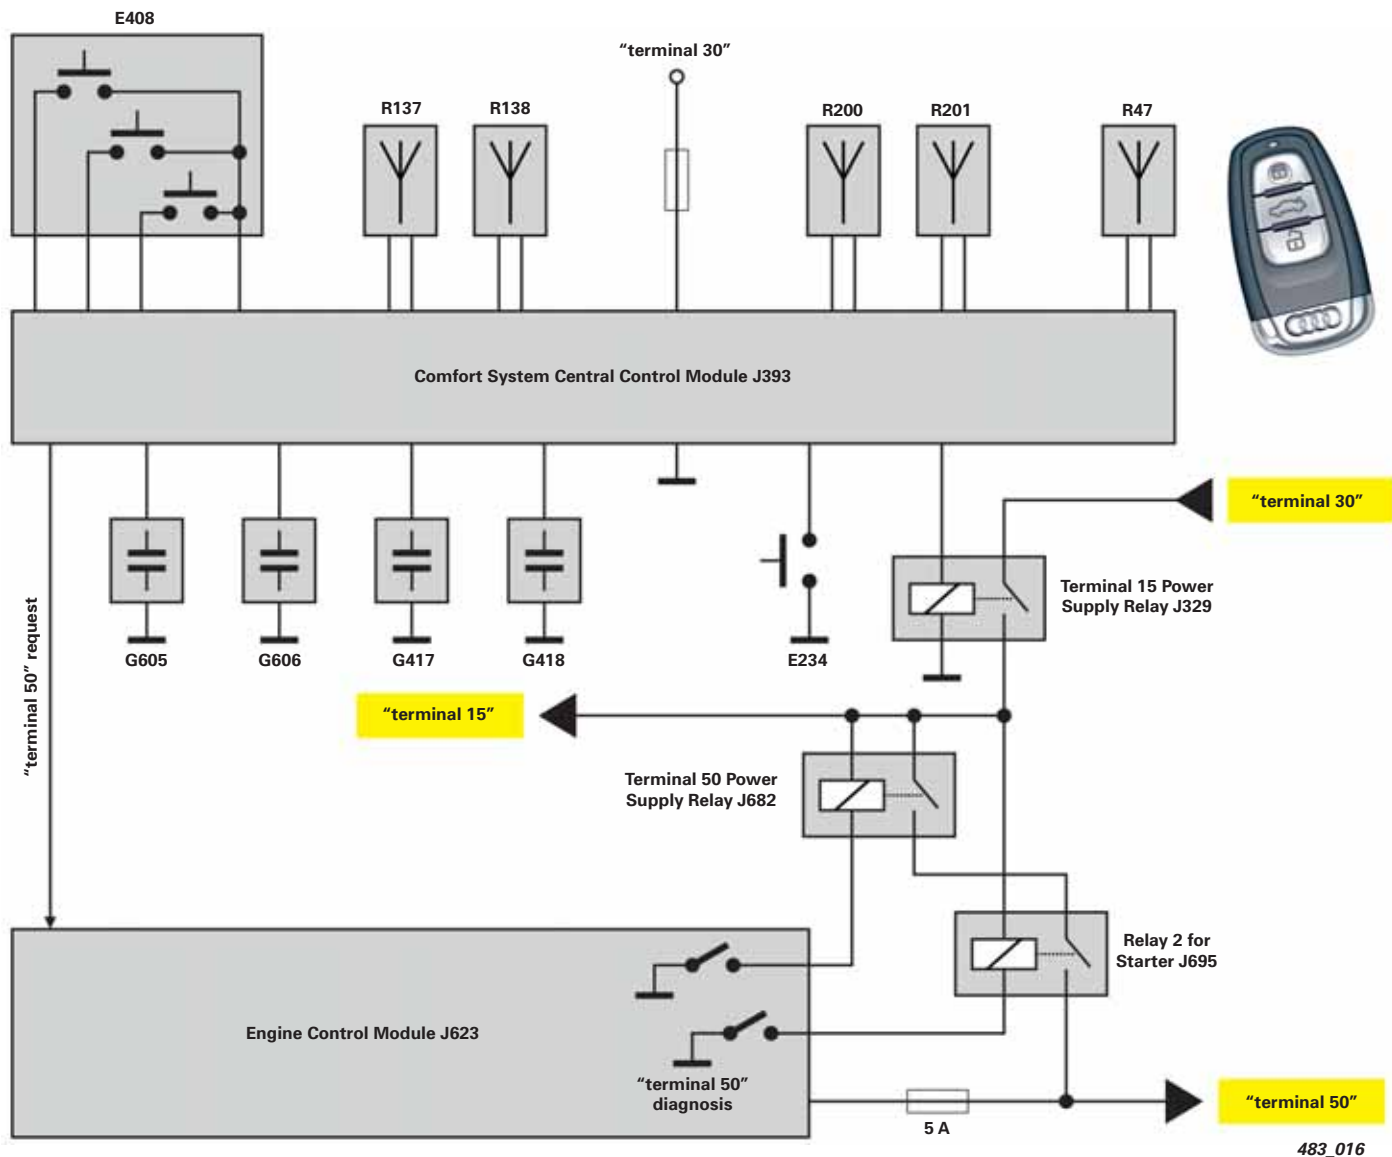 E408
“terminal 30”
R137
R138
R200
R201
R47
Comfort System Central Control Module J393
“terminal 30”
Terminal 15 Power
Supply Relay J329
“terminal 50” request
G605
G606
G417
G418
E234
“terminal 15”
Terminal 50 Power
Supply Relay J682
Relay 2 for
Starter J695
Engine Control Module J623
“terminal 50”
diagnosis
5 A
“terminal 50”
483_016